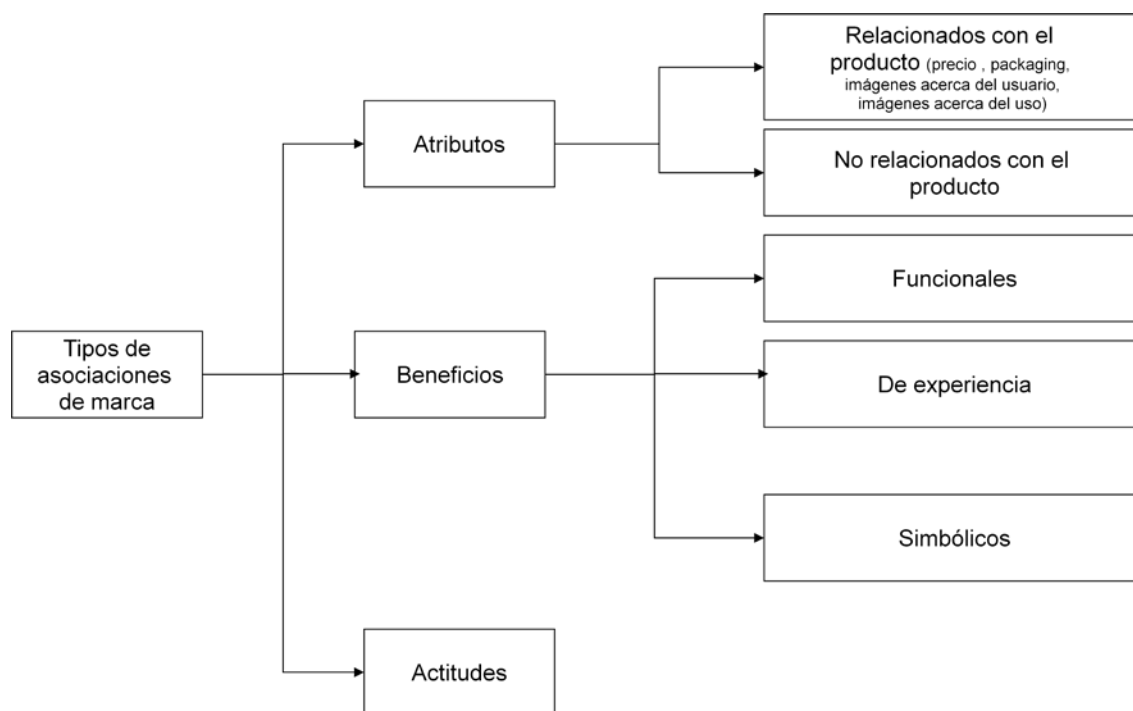 Relacionados con el
producto (precio , packaging,
imágenes acerca del usuario,
imágenes acerca del uso)
Atributos
No relacionados con el
producto
Funcionales
Tipos de
asociaciones
de marca
Beneficios
De experiencia
Simbólicos
Actitudes